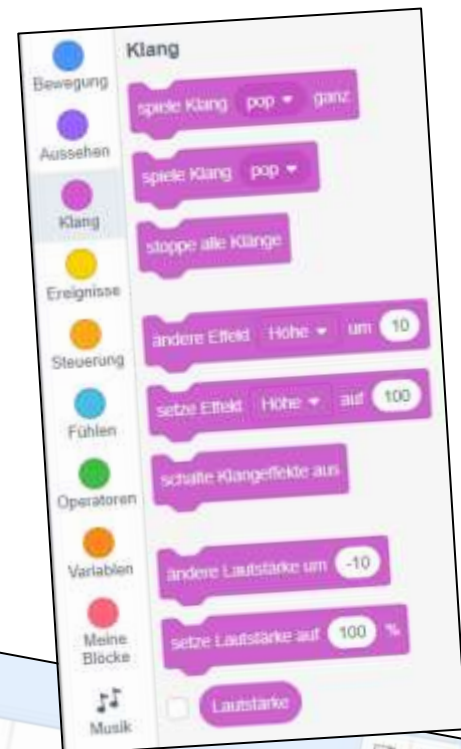 Klang
Bewegung
Aussehen
Klang
Ereignisse
Steuerung
Fühlen
Operatoren
Variablen
Meine
Blöcke
Musik
spiele Klang pop ganz
spiele Klang pop
stoppe alle Klänge
ändere Effekt Höhe um 10
setze Effekt Höhe auf 100
schalte Klangeffekte aus
ändere Lautstärke um -10
setze Lautstärke auf 100 %
Lautstärke